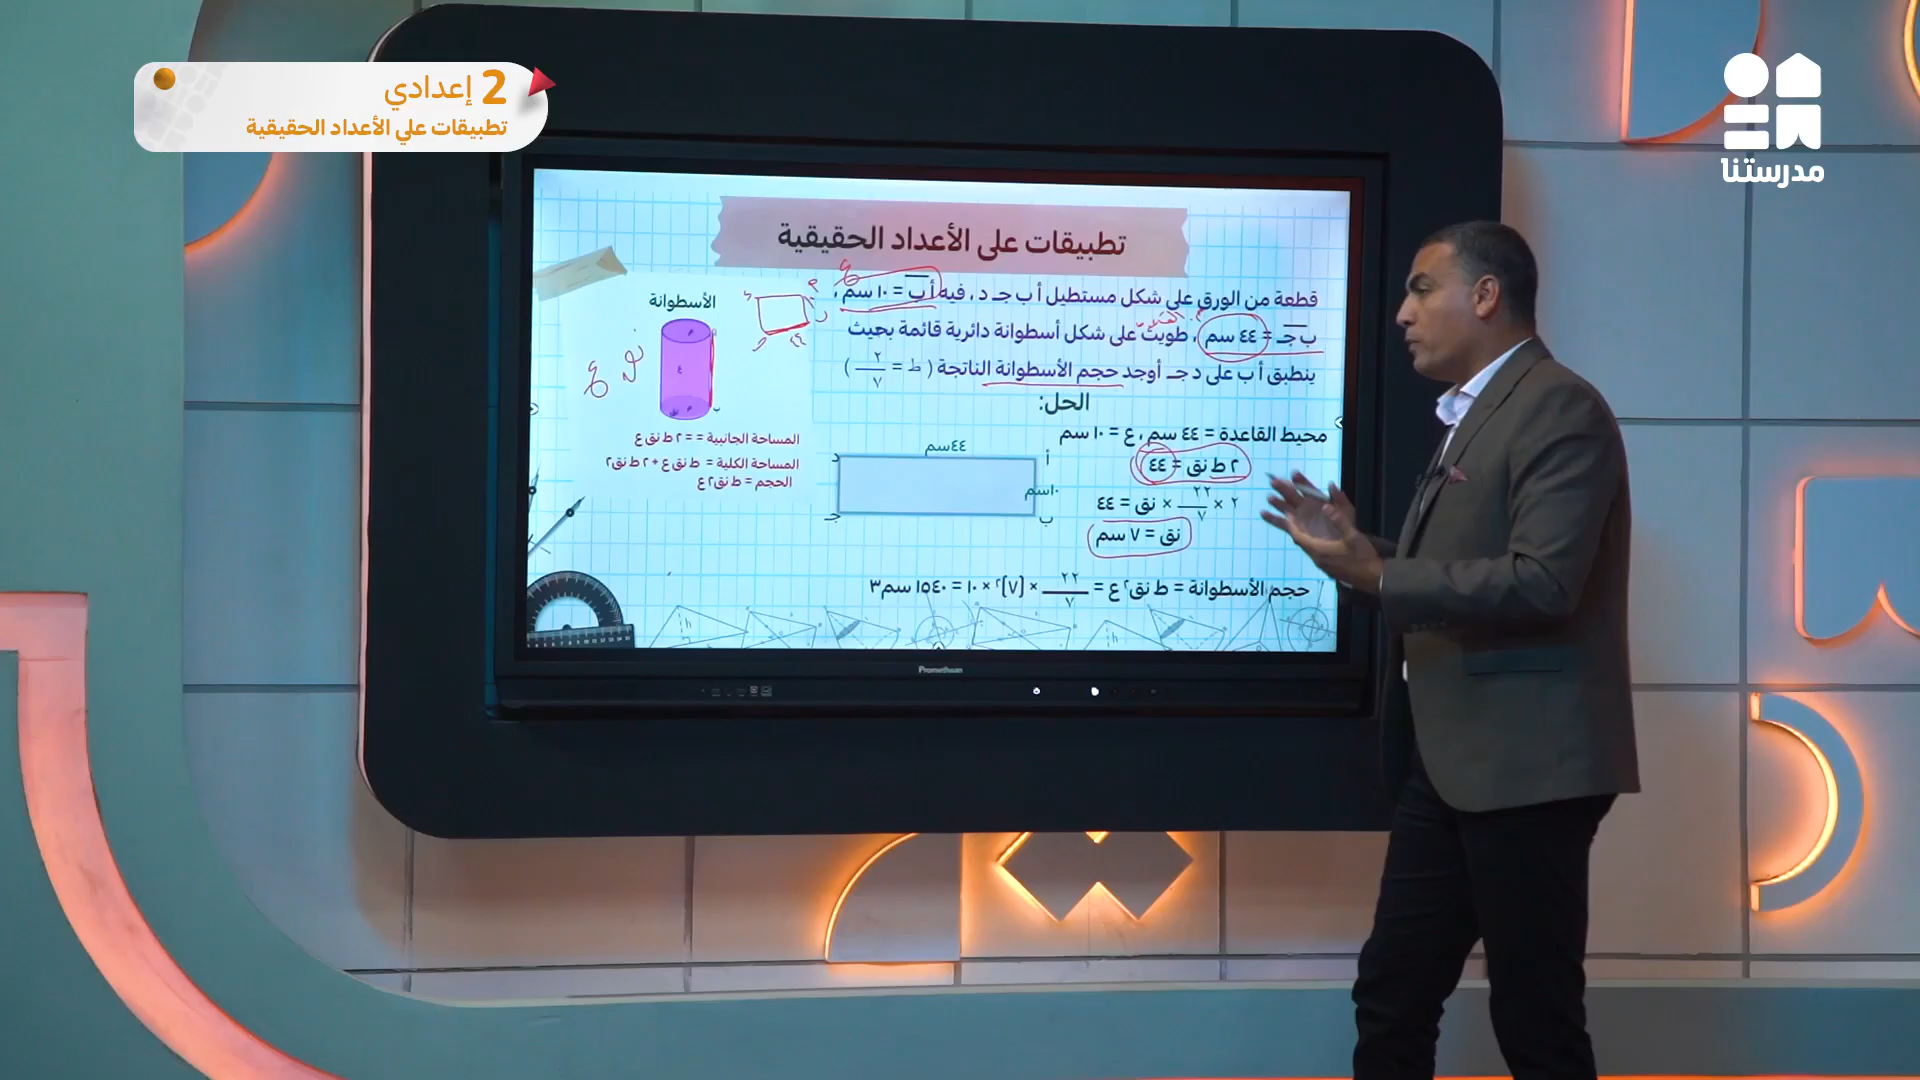 2 إعدادي
تطبيقات علي الأعداد الحقيقية
مدرستنا
تطبيقات على الأعداد الحقيقية
قطعة من الورق على شكل مستطيل أ ب جـ د ، فيه أ ب = ١٠ سم ،
ب جـ = ٤٤ سم ، طويت على شكل أسطوانة دائرية قائمة بحيث
ينطبق أ ب على د جـ أوجد حجم الأسطوانة الناتجة ( ط = ٢/٧ )
الحل:
محيط القاعدة = ٤٤ سم ، ع = ١٠ سم
٢ ط نق = ٤٤
٢ × ٢٢/٧ × نق = ٤٤
نق = ٧ سم
حجم الأسطوانة = ط نق٢ ع = ٢٢/٧ × (٧)٢ × ١٠ = ١٥٤٠ سم٣
٤٤سم
د
أ
١٠سم
جـ
ب
الأسطوانة
م
ع
م
المساحة الجانبية = = ٢ ط نق ع
المساحة الكلية = ط نق ع + ٢ ط نق٢
الحجم = ط نق٢ ع
Promethean